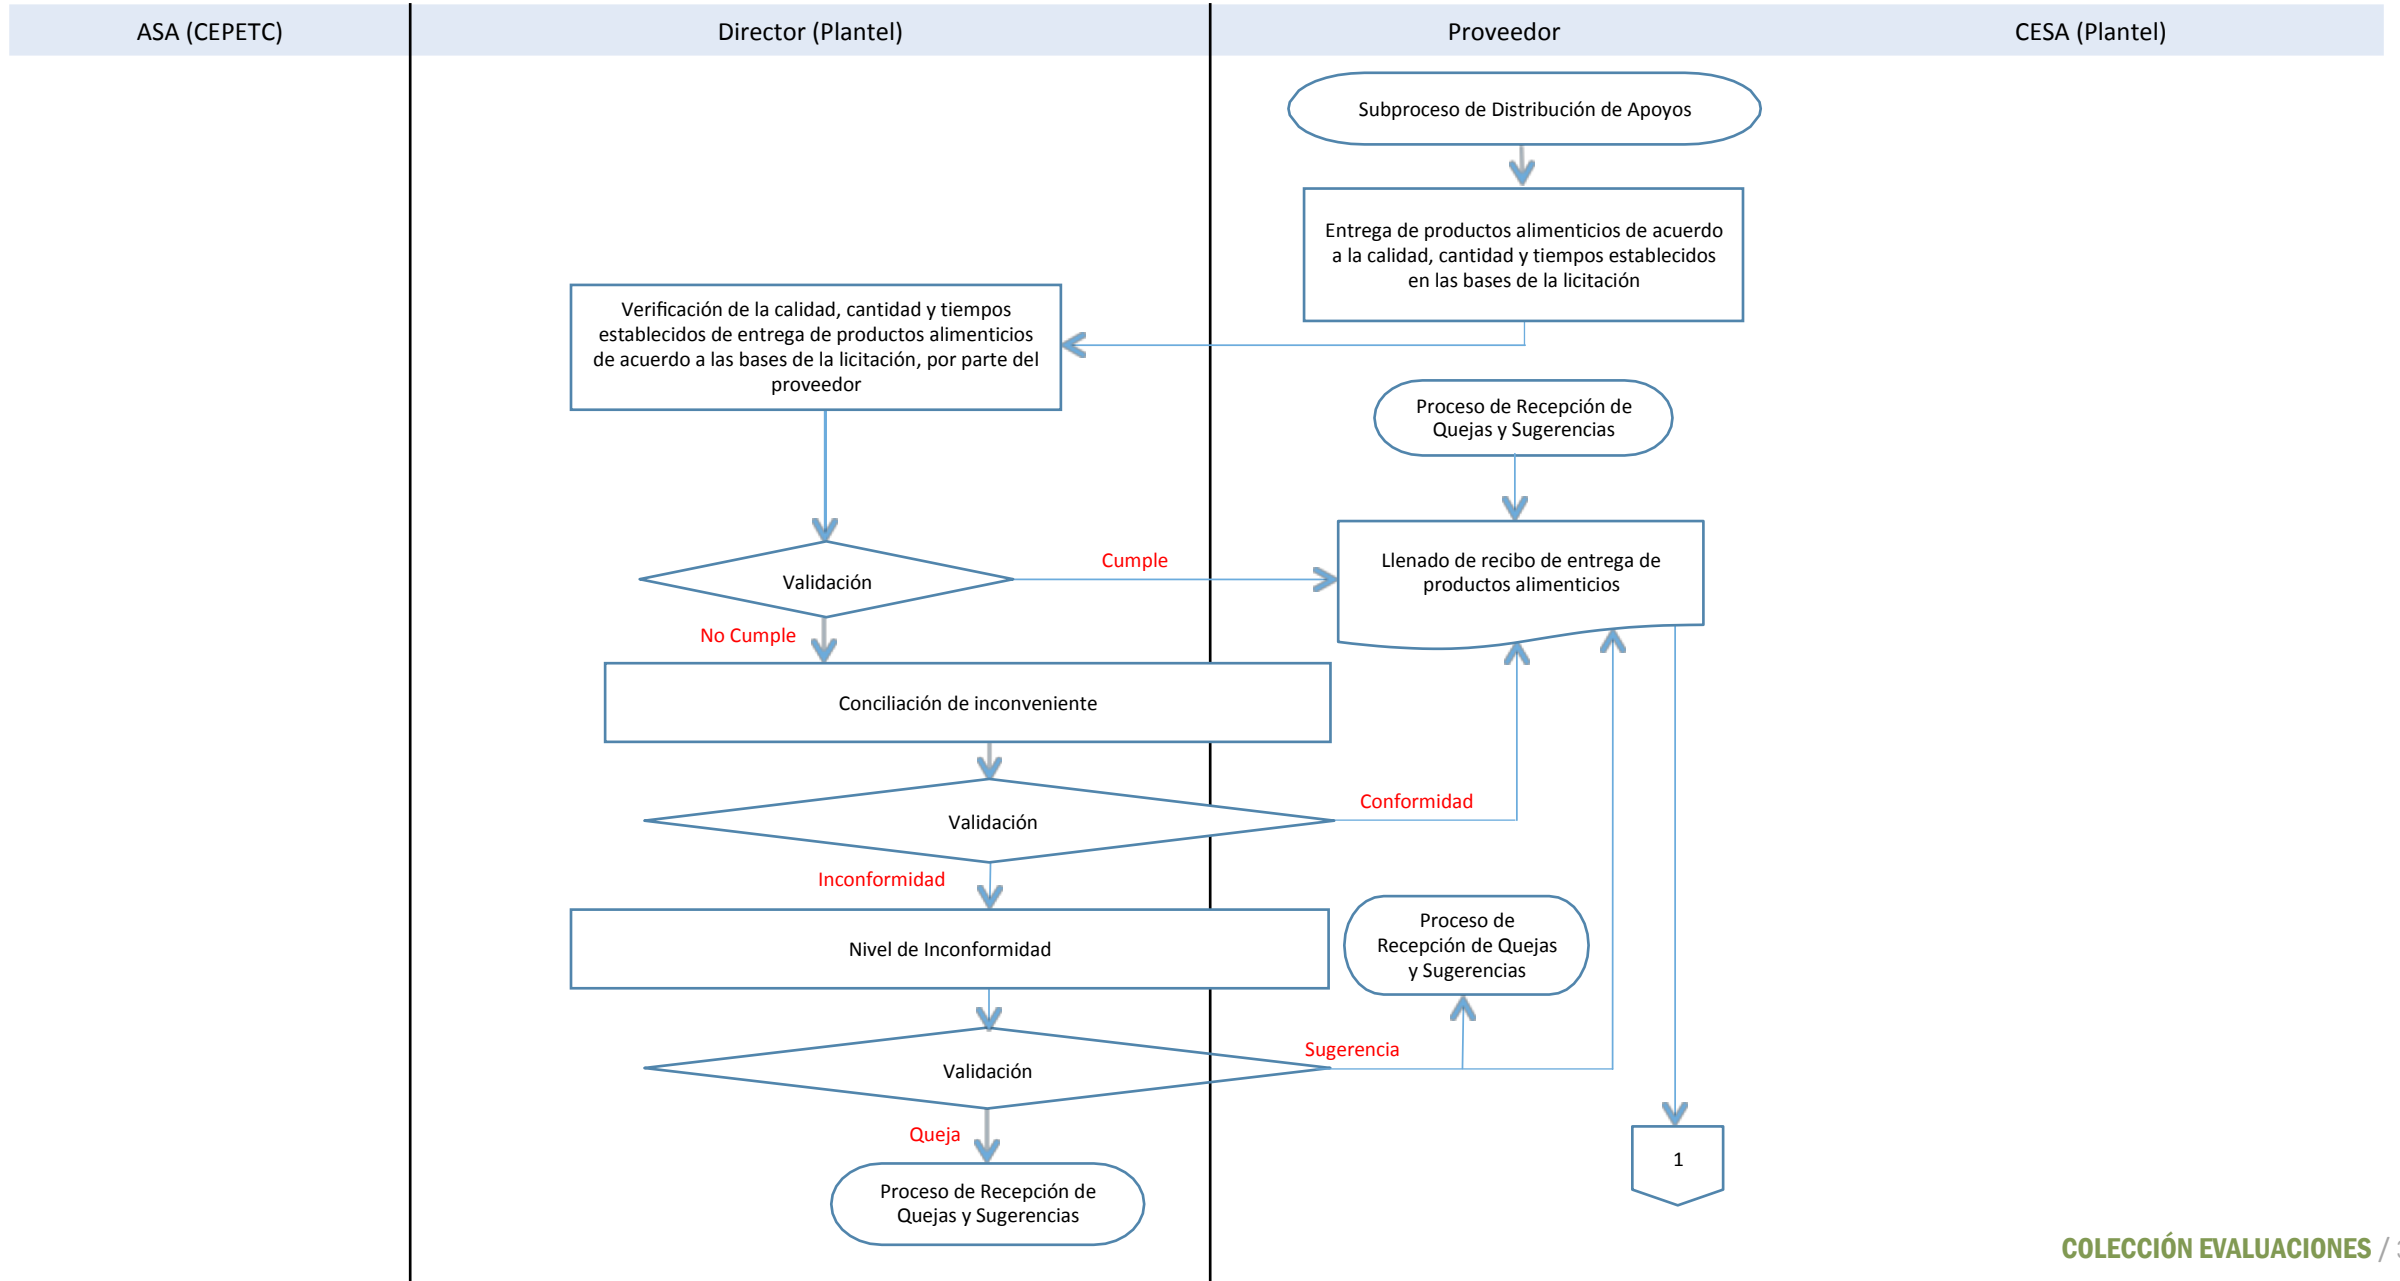 ASA (CEPETC)
Director (Plantel)
Proveedor
CESA (Plantel)
Subproceso de Distribución de Apoyos
Entrega de productos alimenticios de acuerdo
a la calidad, cantidad y tiempos establecidos
en las bases de la licitación
Verificación de la calidad, cantidad y tiempos
establecidos de entrega de productos alimenticios
de acuerdo a las bases de la licitación, por parte del
proveedor
Proceso de Recepción de
Quejas y Sugerencias
Validación
Cumple
Llenado de recibo de entrega de
productos alimenticios
No Cumple
Conciliación de inconveniente
Validación
Conformidad
Inconformidad
Nivel de Inconformidad
Proceso de
Recepción de Quejas
y Sugerencias
Validación
Sugerencia
Queja
Proceso de Recepción de
Quejas y Sugerencias
1
COLECCIÓN EVALUACIONES /